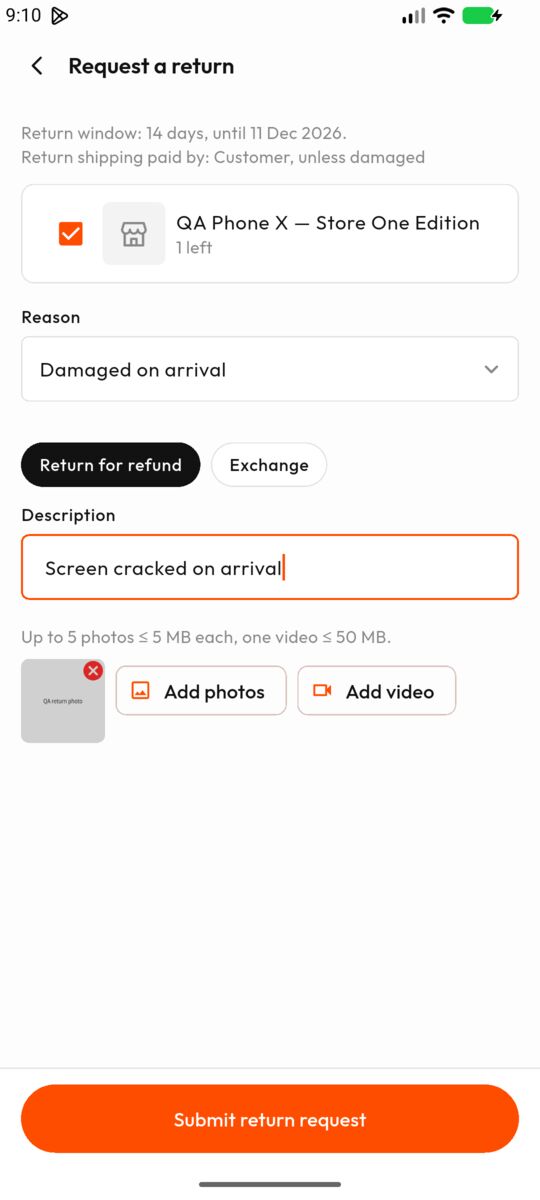 9:10
Request a return
Return window: 14 days, until 11 Dec 2026.
Return shipping paid by: Customer, unless damaged
QA Phone X — Store One Edition
1 left
Reason
Damaged on arrival
Return for refund
Exchange
Description
Screen cracked on arrival
Up to 5 photos ≤ 5 MB each, one video ≤ 50 MB.
QA return photo
Add photos
Add video
Submit return request